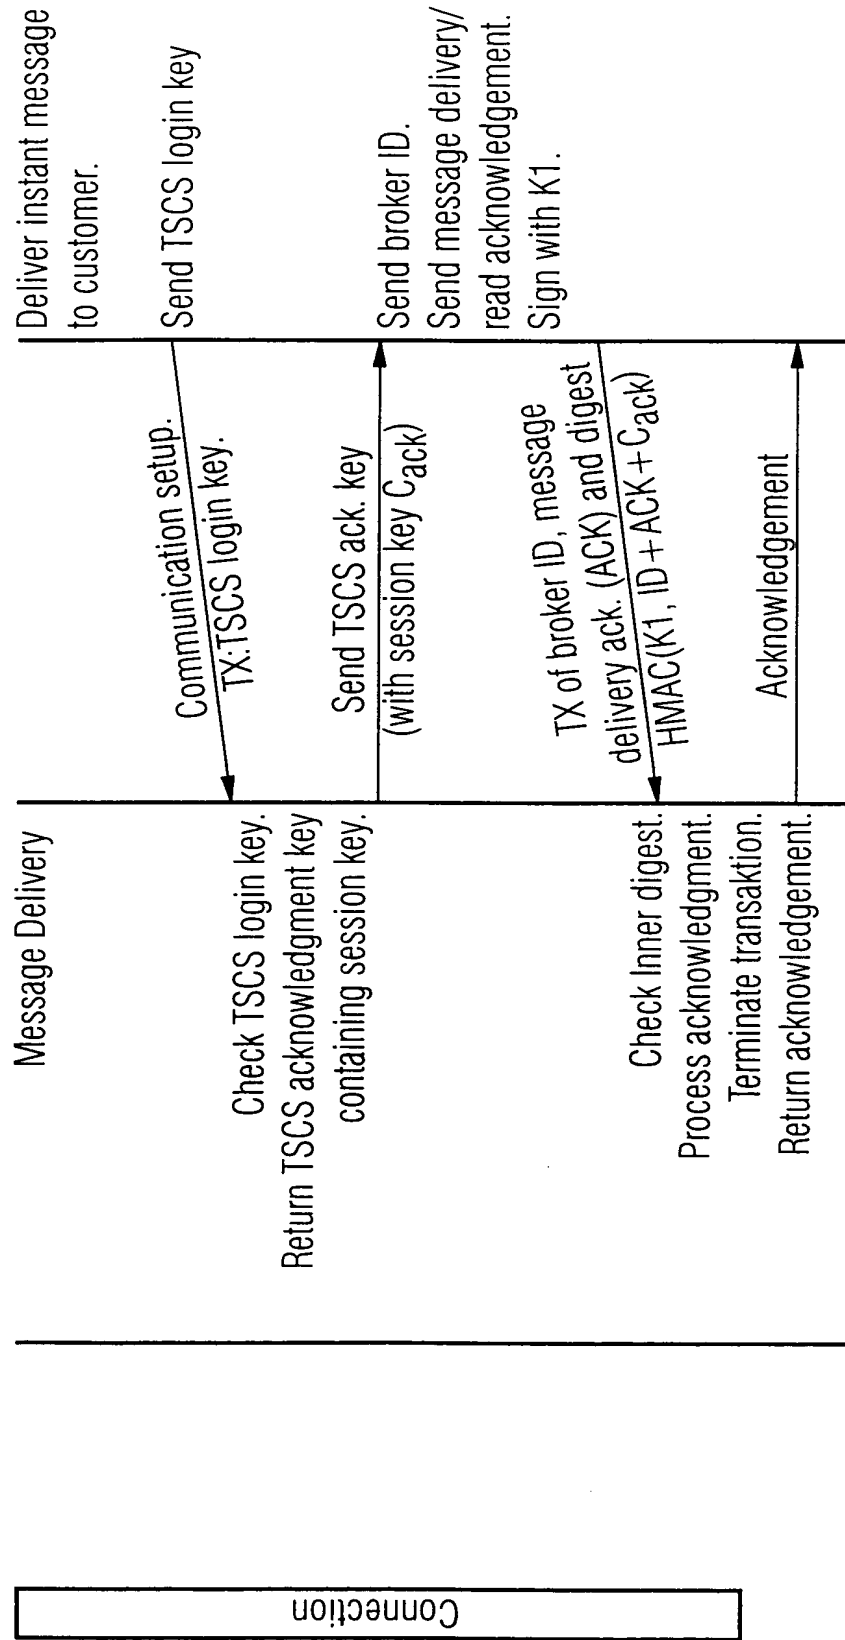 Connection
Message Delivery
Check TSCS login key.
Return TSCS acknowledgment key
containing session key.
Check Inner digest.
Process acknowledgment.
Terminate transaktion.
Return acknowledgement.
Communication setup.
TX:TSCS login key.
Send TSCS ack. key
(with session key Cack)
TX of broker ID, message
delivery ack. (ACK) and digest
HMAC(K1, ID+ACK+Cack)
Acknowledgement
Deliver instant message
to customer.
Send TSCS login key
Send broker ID.
Send message delivery/
read acknowledgement.
Sign with K1.